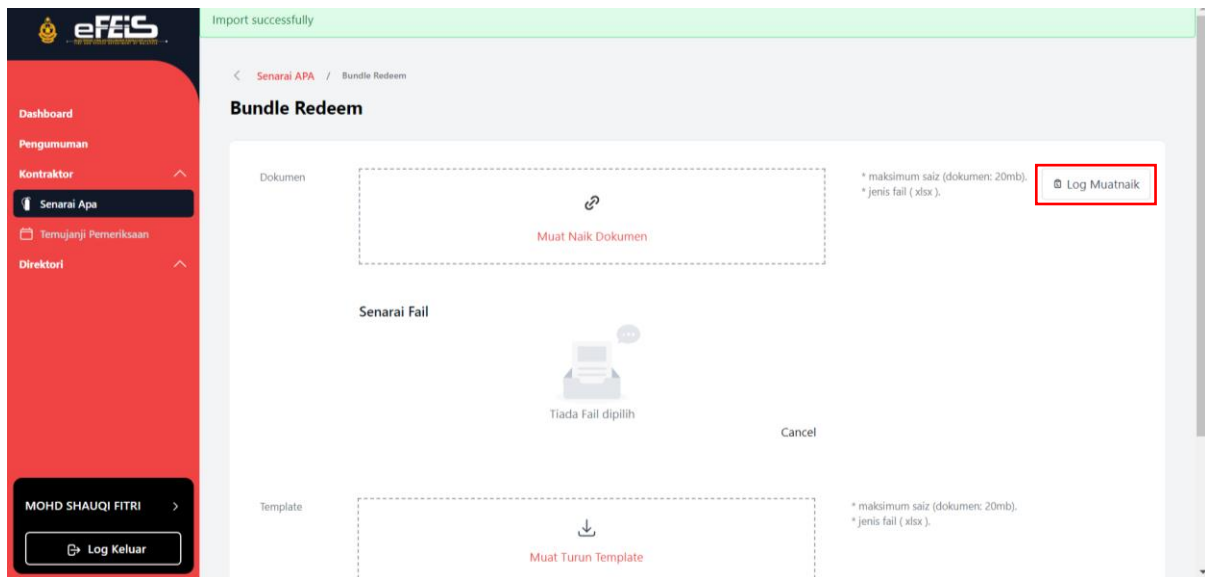 eFEiS
Import successfully
Senarai APA / Bundle Redeem
Bundle Redeem
Dashboard
Pengumuman
Kontraktor
Senarai Apa
Temujanji Pemeriksaan
Direktori
MOHD SHAUQI FITRI
Log Keluar
Dokumen
Muat Naik Dokumen
* maksimum saiz (dokumen: 20mb).
* jenis fail ( xlsx ).
Log Muatnaik
Senarai Fail
Tiada Fail dipilih
Cancel
Template
Muat Turun Template
* maksimum saiz (dokumen: 20mb).
* jenis fail ( xlsx ).